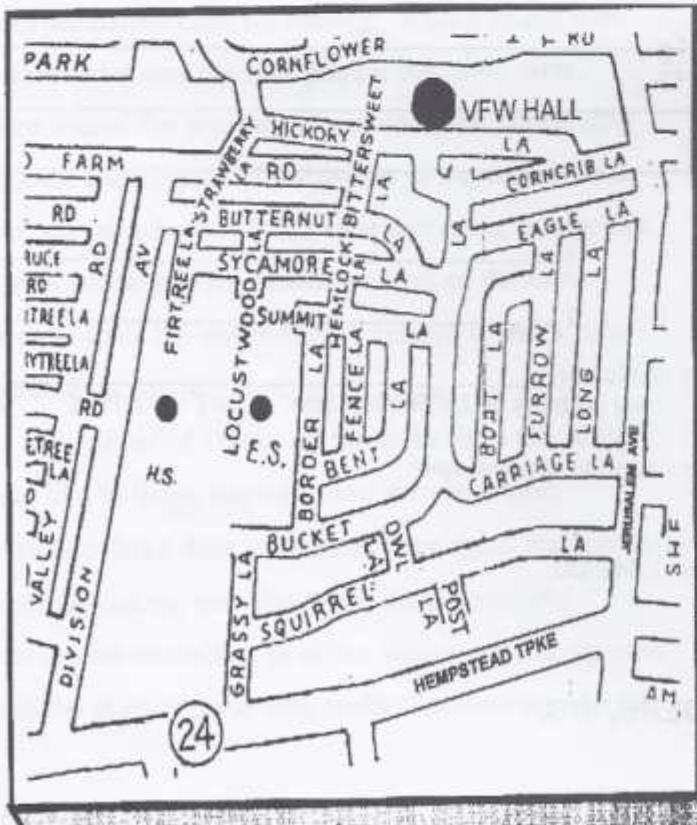 PARK
CORNFLOWER
RD
VFW HALL
FARM
STRAWBERRY
LA
HICKORY
LA
BITTERSWEET
LA
RD
CORNCRIB LA
RD
BUTTERNUT
LA
EAGLE LA
LA
RD
AV
FIRTREE LA
SYCAMORE
LA
HEMLOCK
LA
RD
SUMMIT
LA
LOCUSTWOOD LA
BORDER
LA
FENCE LA
LA
BOAT
LA
FURROW
LA
LONG
LA
RD
H.S.
E.S.
BENT
CARRIAGE LA
LA
VALLEY
BUCKET
LA
OWL
LA
JERUSALEM AVE
DIVISION
GRASSY LA
SQUIRREL
LA
POST
LA
HEMPSTEAD TPKE
24